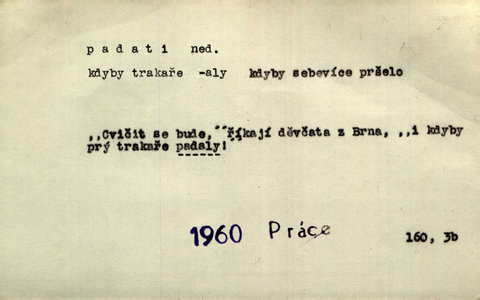 padati ned.
kdyby trakaře -aly kdyby sebevíce pršelo
,,Cvičit se bude,´´ říkají děvčata z Brna, ,,i kdyby
prý trakaře padaly!´´
1960 Práce 160, 3b